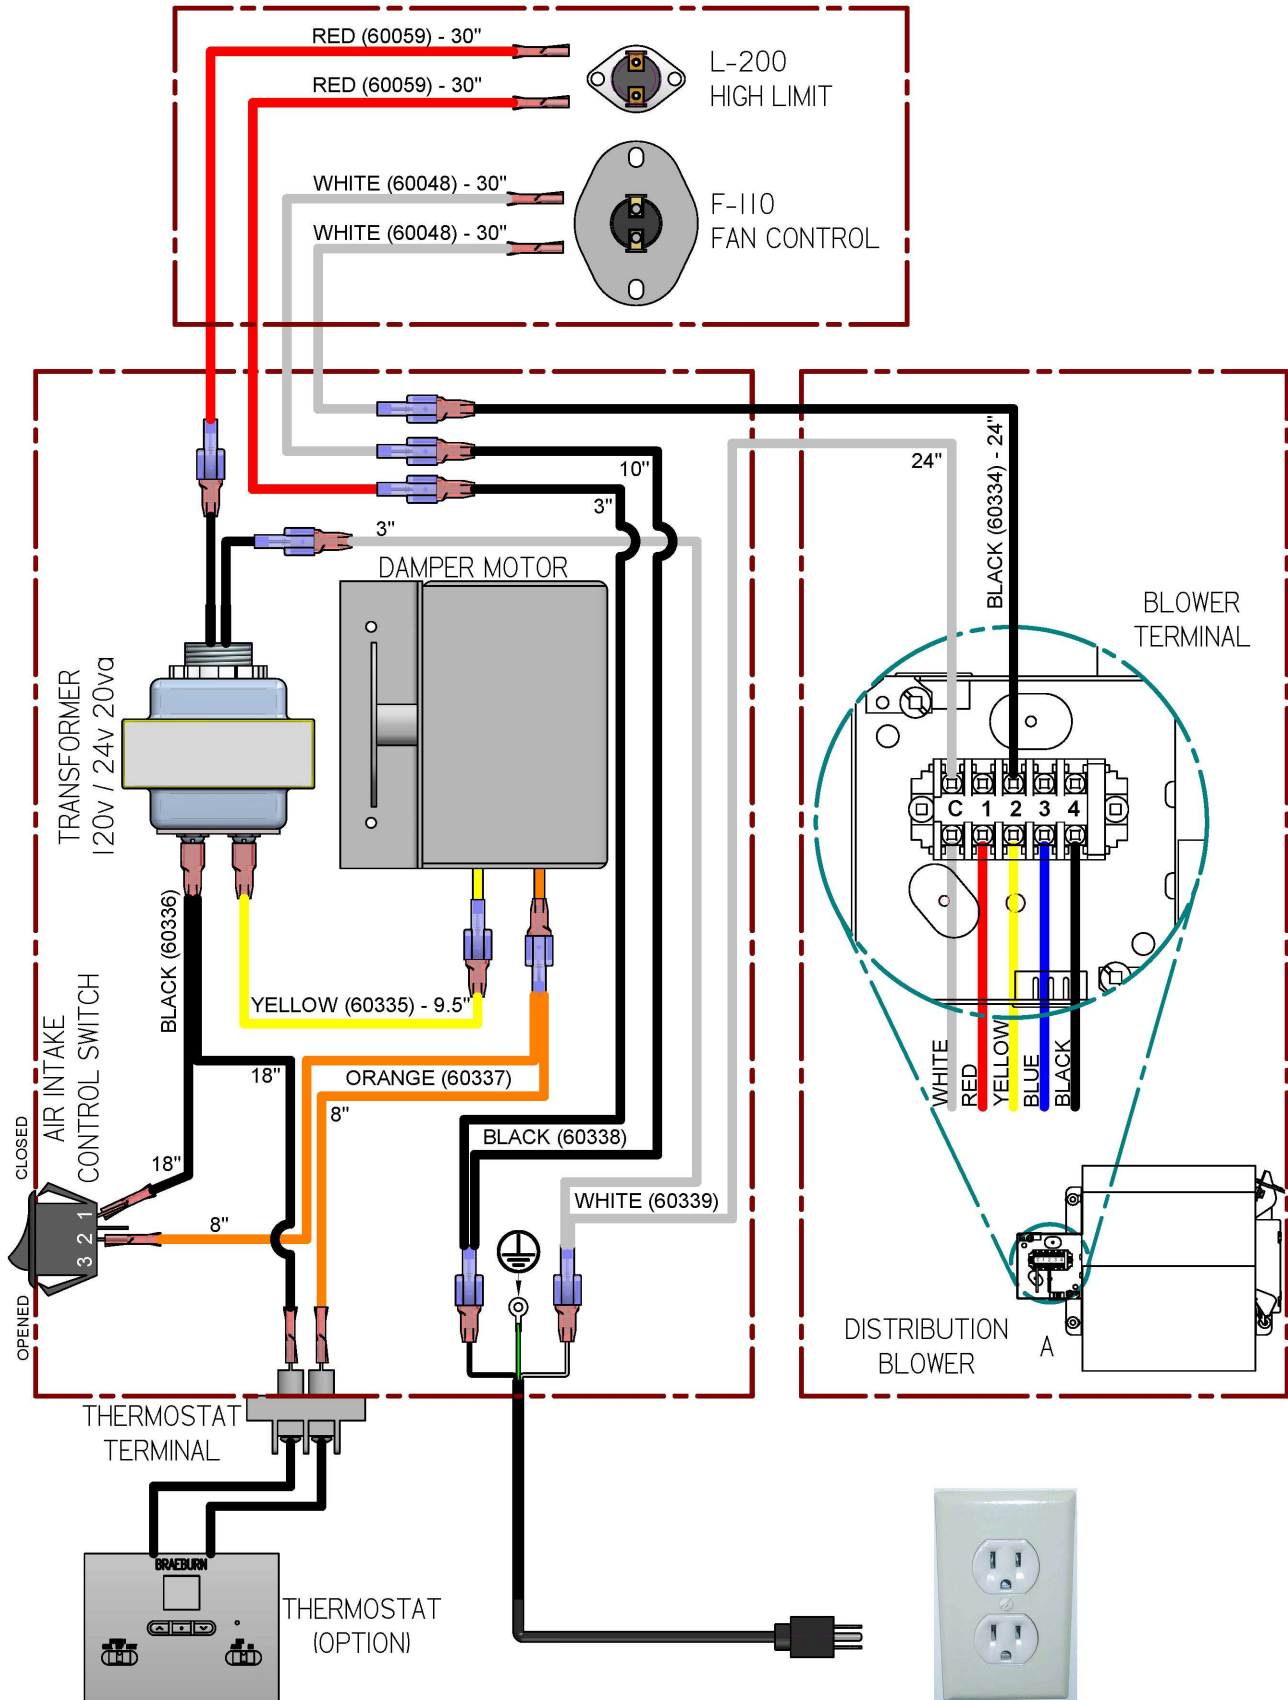 RED (60059) - 30"
RED (60059) - 30"
L-200
HIGH LIMIT
WHITE (60048) - 30"
WHITE (60048) - 30"
F-110
FAN CONTROL
10"
3"
3"
24"
BLACK (60334) - 24"
DAMPER MOTOR
BLOWER
TERMINAL
TRANSFORMER
120v / 24v 20va
C 1 2 3 4
BLACK (60336)
YELLOW (60335) - 9.5"
18"
ORANGE (60337)
8"
WHITE
RED
YELLOW
BLUE
BLACK
AIR INTAKE
CONTROL SWITCH
CLOSED
OPENED
18"
1
2
3
8"
BLACK (60338)
WHITE (60339)
DISTRIBUTION
BLOWER
A
THERMOSTAT
TERMINAL
BRAEBURN
THERMOSTAT
(OPTION)